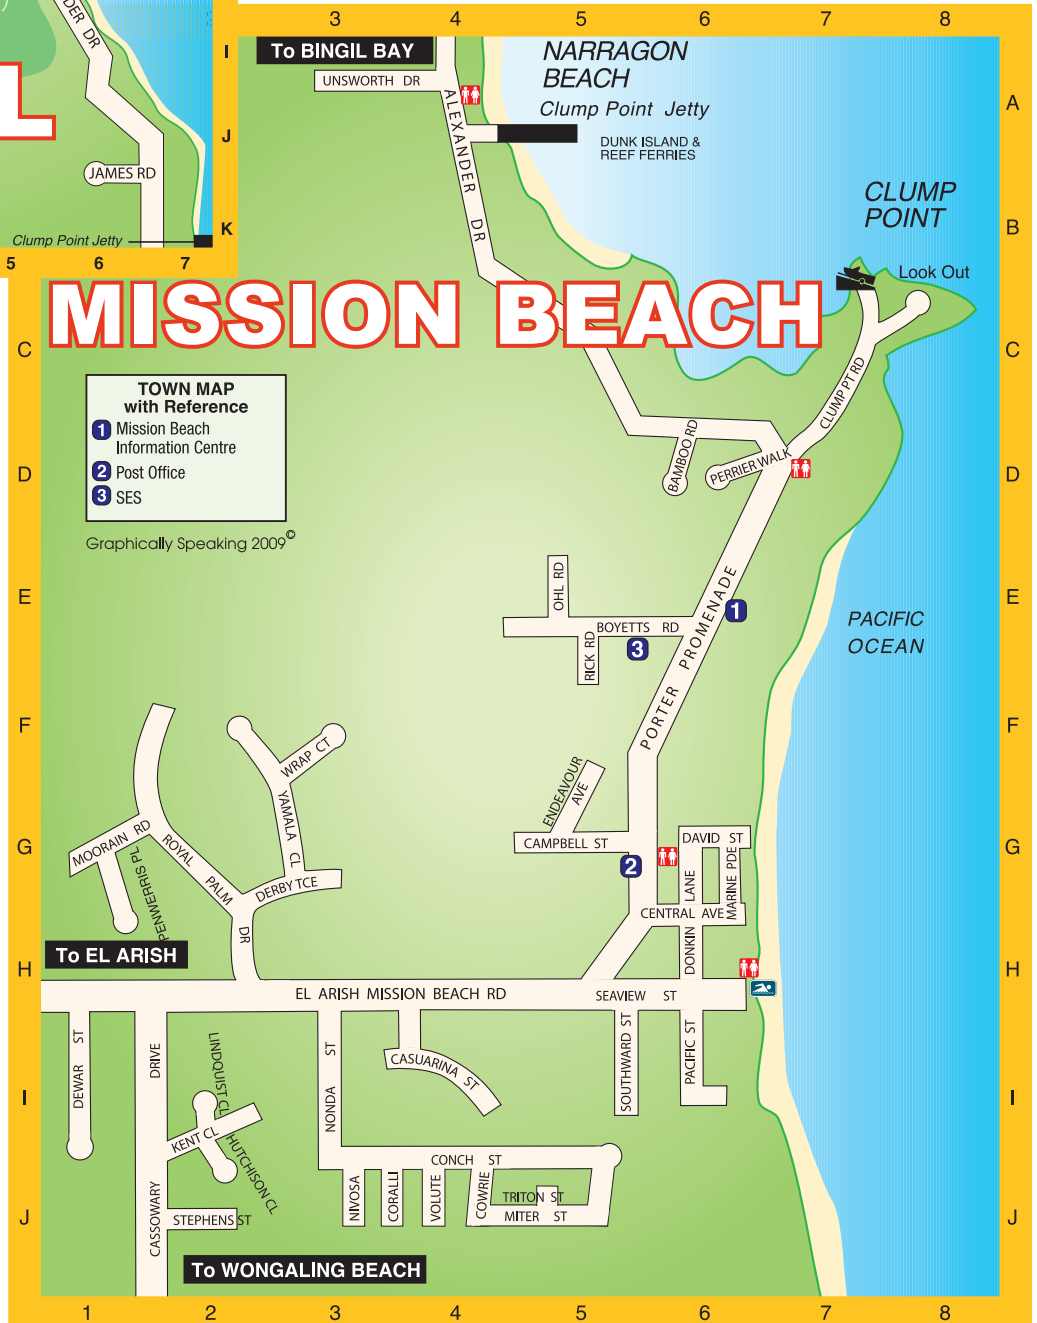 3 4 5 6 7 8
DER DR
I
To BINGIL BAY
NARRAGON
BEACH
UNSWORTH DR
Clump Point Jetty
A
ALEXANDER DR
J
DUNK ISLAND &
REEF FERRIES
JAMES RD
CLUMP
POINT
K
B
Clump Point Jetty
5 6 7
Look Out
MISSION BEACH
C
C
TOWN MAP
with Reference
1 Mission Beach
Information Centre
2 Post Office
3 SES
CLUMP PT RD
BAMBOO RD
PERRIER WALK
D
D
Graphically Speaking 2009©
E
E
OHL RD
BOYETTS RD
RICK RD
1
3
PORTER PROMENADE
PACIFIC
OCEAN
F
F
WRAP CT
YAMALA CL
ENDEAVOUR
AVE
G
G
MOORAIN RD
ROYAL PALM DR
PENWERRIS PL
DERBY TCE
CAMPBELL ST
2
DAVID ST
MARINE PDE
CENTRAL AVE
DONKIN LANE
To EL ARISH
H
H
EL ARISH MISSION BEACH RD
SEAVIEW ST
DEWAR ST
CASSOWARY DRIVE
LINDQUIST CL
NONDA ST
CASUARINA ST
SOUTHWARD ST
PACIFIC ST
I
I
KENT CL
HUTCHISON CL
CONCH ST
NIVOSA
CORALLI
VOLUTE
COWRIE
TRITON ST
MITER ST
STEPHENS ST
J
J
To WONGALING BEACH
1 2 3 4 5 6 7 8